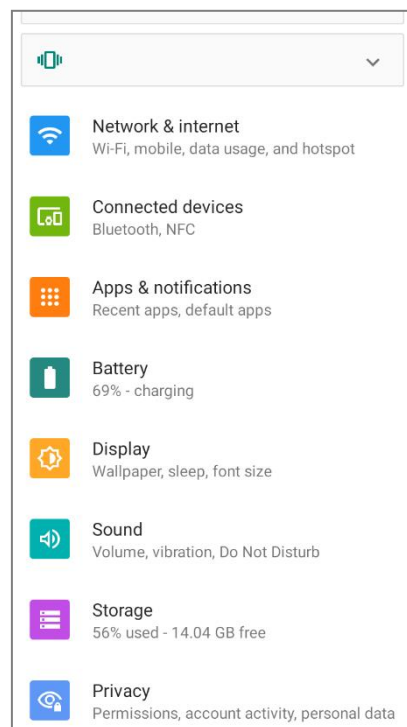 Network & internet
Wi-Fi, mobile, data usage, and hotspot
Connected devices
Bluetooth, NFC
Apps & notifications
Recent apps, default apps
Battery
69% - charging
Display
Wallpaper, sleep, font size
Sound
Volume, vibration, Do Not Disturb
Storage
56% used - 14.04 GB free
Privacy
Permissions, account activity, personal data